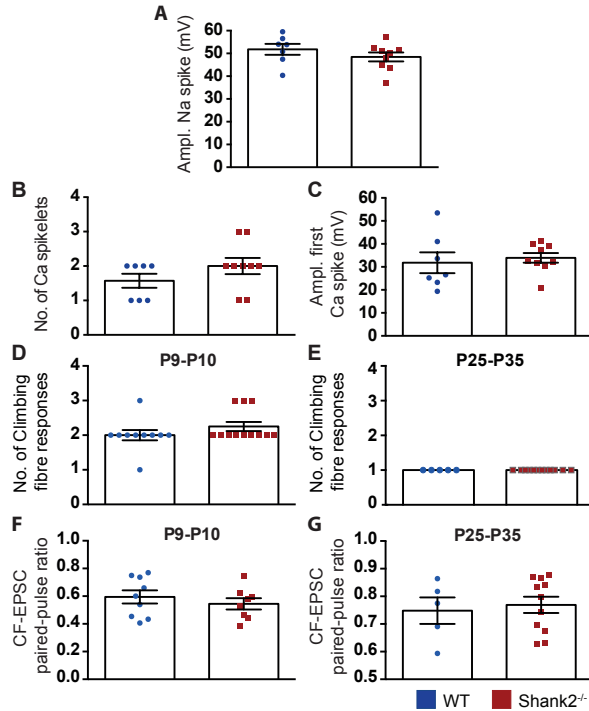 A
Ampl. Na spike (mV)
60
50
40
30
20
10
0
B
No. of Ca spikelets
4
3
2
1
0
C
Ampl. first
Ca spike (mV)
60
50
40
30
20
10
0
D
P9-P10
No. of Climbing
fibre responses
4
3
2
1
0
E
P25-P35
No. of Climbing
fibre responses
4
3
2
1
0
F
P9-P10
CF-EPSC
paired-pulse ratio
1.0
0.8
0.6
0.4
0.2
0.0
G
P25-P35
CF-EPSC
paired-pulse ratio
1.0
0.9
0.8
0.7
0.6
0.5
WT
Shank2-/-